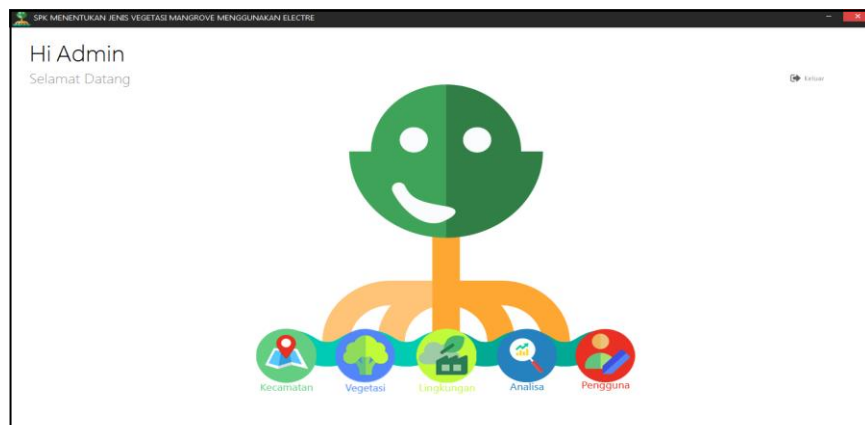 SPK MENENTUKAN JENIS VEGETASI MANGROVE MENGGUNAKAN ELECTRE
Hi Admin
Selamat Datang
Keluar
Kecamatan
Vegetasi
Lingkungan
Analisa
Pengguna